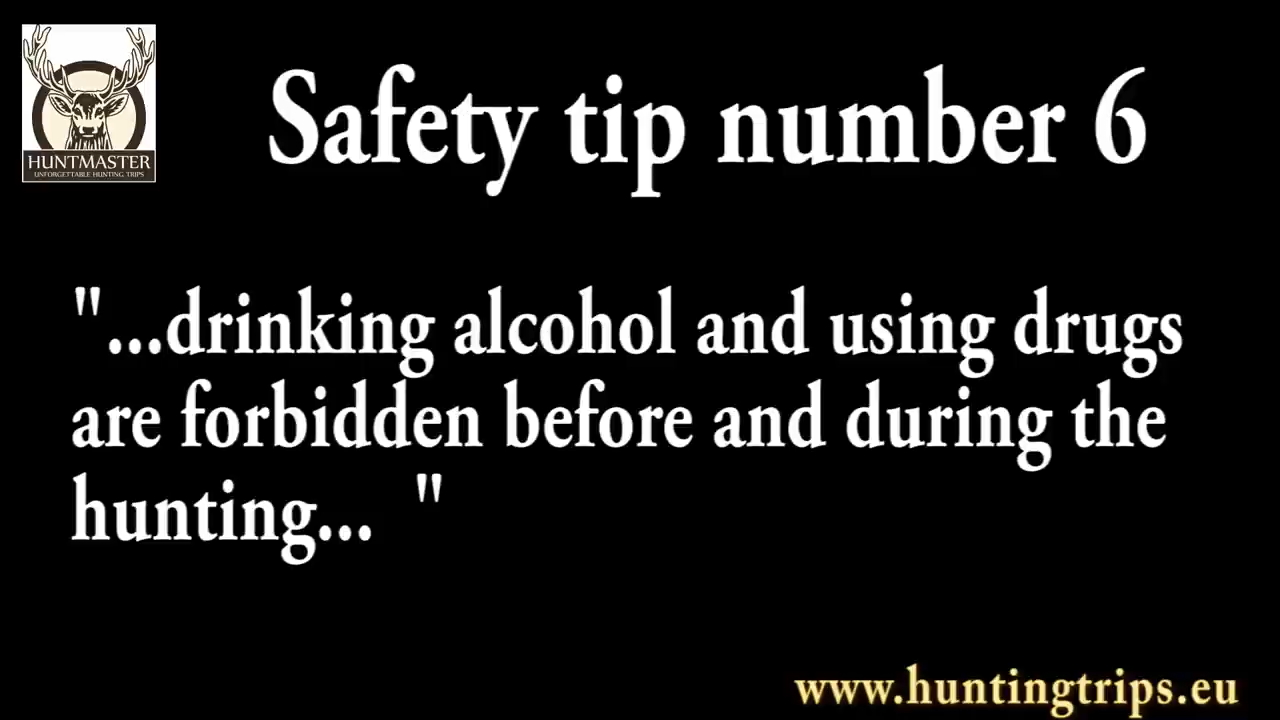 HUNTMASTER
UNFORGETTABLE HUNTING TRIPS
Safety tip number 6
"...drinking alcohol and using drugs
are forbidden before and during the
hunting... "
www.huntingtrips.eu